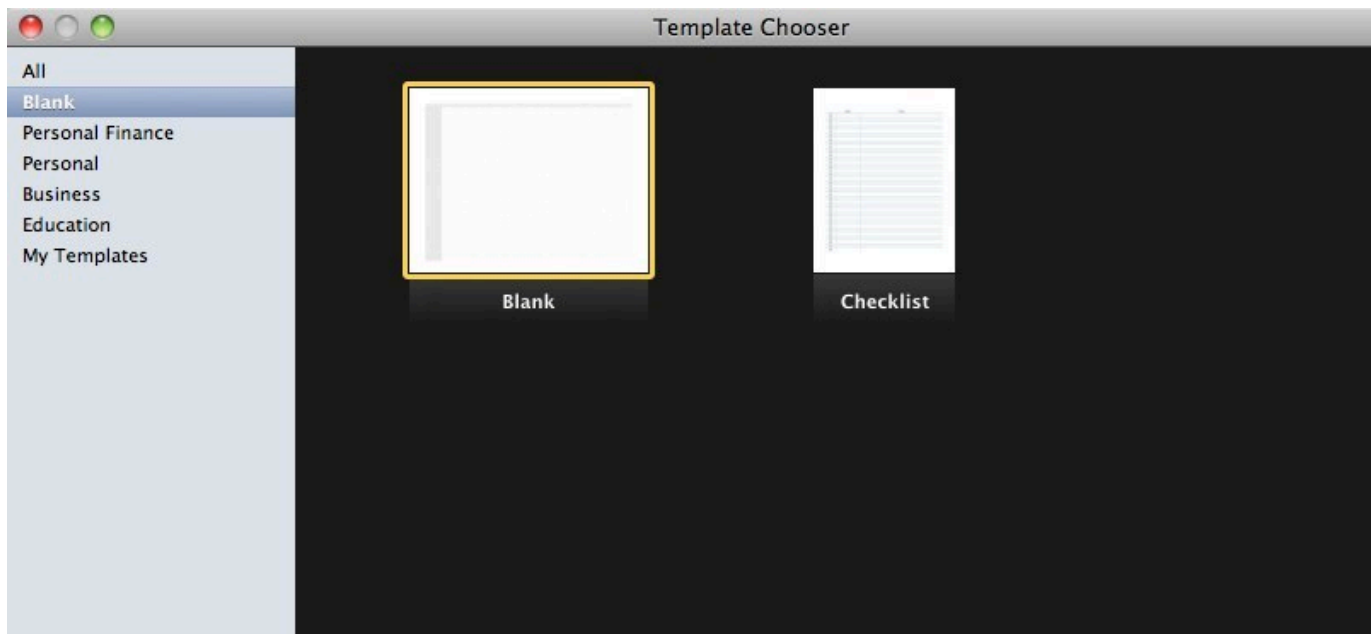 Template Chooser
All
Blank
Personal Finance
Personal
Business
Education
My Templates
Blank
Checklist